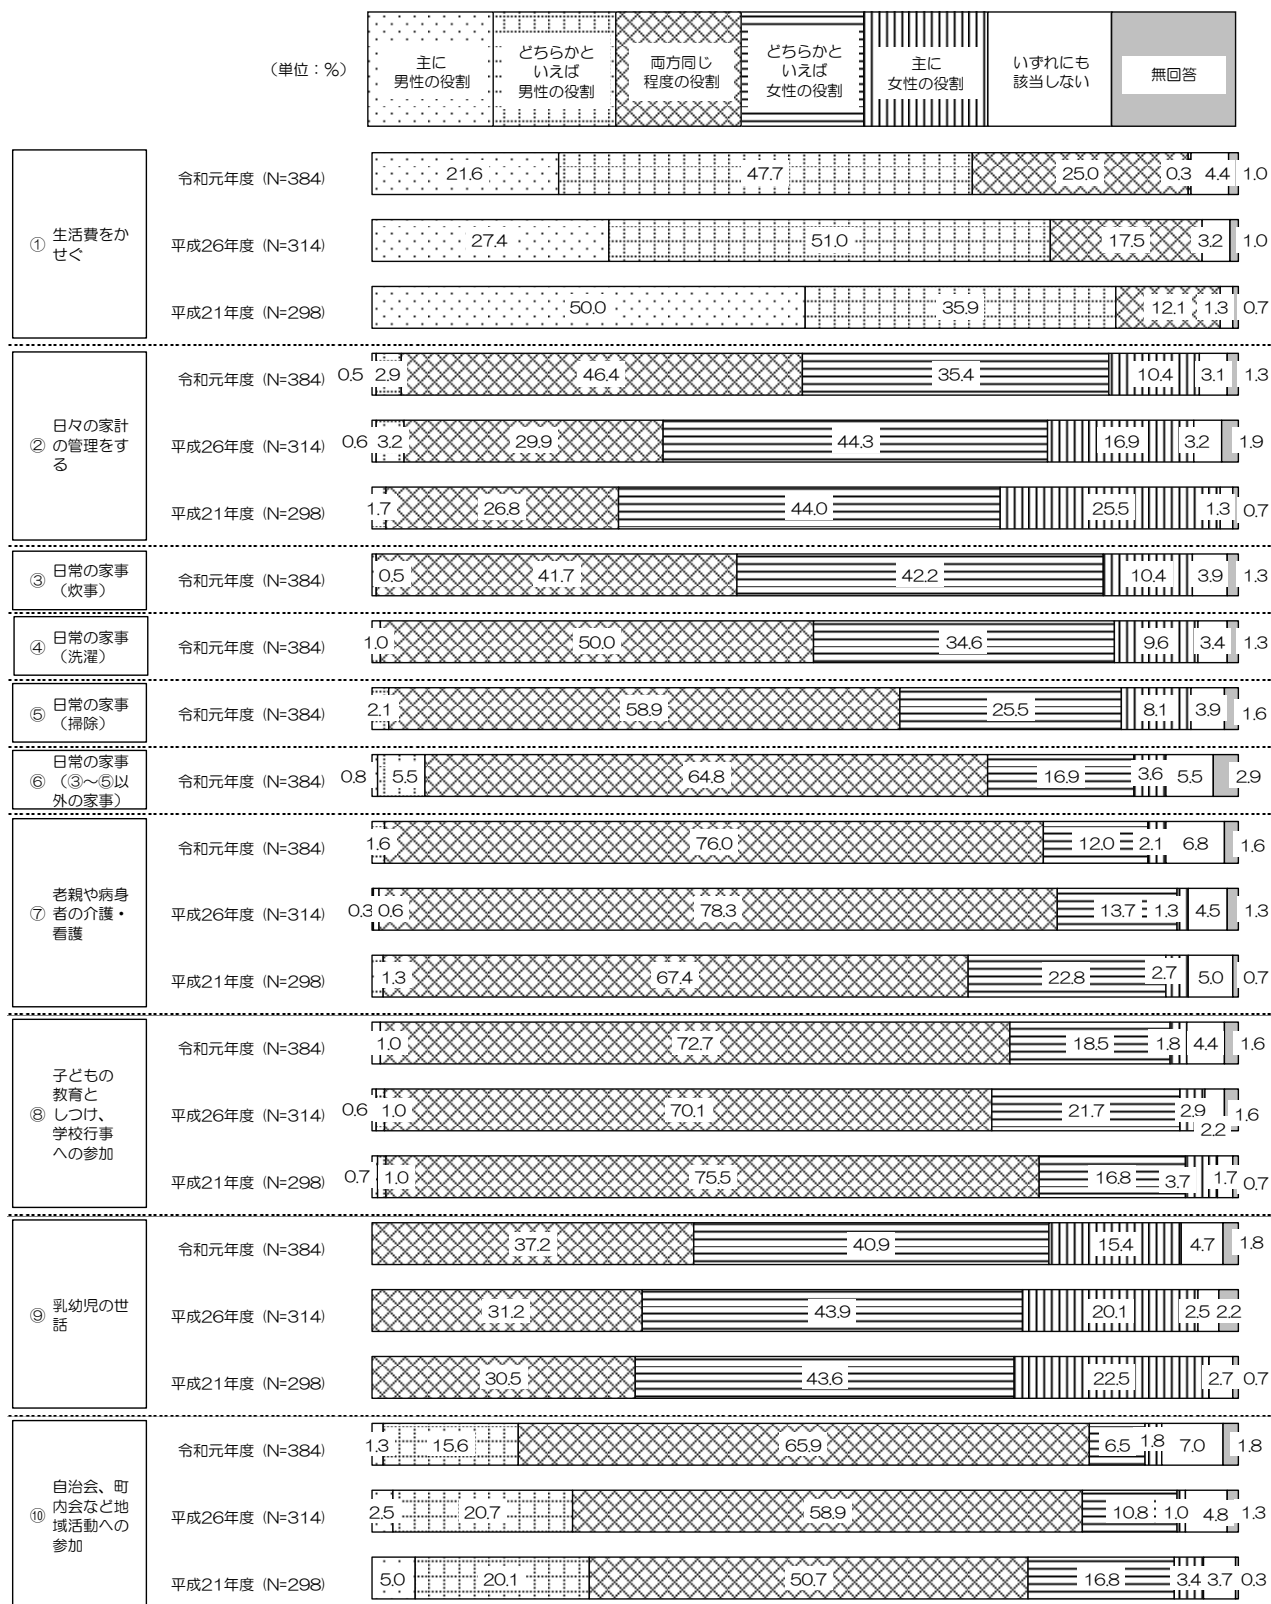 （単位：％）
主に
男性の役割
どちらかと
いえば
男性の役割
両方同じ
程度の役割
どちらかと
いえば
女性の役割
主に
女性の役割
いずれにも
該当しない
無回答
① 生活費をか
せぐ
令和元年度 (N=384) 21.6 47.7 25.0 0.3 4.4 1.0
平成26年度 (N=314) 27.4 51.0 17.5 3.2 1.0
平成21年度 (N=298) 50.0 35.9 12.1 1.3 0.7
② 日々の家計
の管理をす
る
令和元年度 (N=384) 0.5 2.9 46.4 35.4 10.4 3.1 1.3
平成26年度 (N=314) 0.6 3.2 29.9 44.3 16.9 3.2 1.9
平成21年度 (N=298) 1.7 26.8 44.0 25.5 1.3 0.7
③ 日常の家事
（炊事）
令和元年度 (N=384) 0.5 41.7 42.2 10.4 3.9 1.3
④ 日常の家事
（洗濯）
令和元年度 (N=384) 1.0 50.0 34.6 9.6 3.4 1.3
⑤ 日常の家事
（掃除）
令和元年度 (N=384) 2.1 58.9 25.5 8.1 3.9 1.6
⑥ 日常の家事
（③～⑤以
外の家事）
令和元年度 (N=384) 0.8 5.5 64.8 16.9 3.6 5.5 2.9
⑦ 老親や病身
者の介護・
看護
令和元年度 (N=384) 1.6 76.0 12.0 2.1 6.8 1.6
平成26年度 (N=314) 0.3 0.6 78.3 13.7 1.3 4.5 1.3
平成21年度 (N=298) 1.3 67.4 22.8 2.7 5.0 0.7
⑧ 子どもの
教育と
しつけ、
学校行事
への参加
令和元年度 (N=384) 1.0 72.7 18.5 1.8 4.4 1.6
平成26年度 (N=314) 0.6 1.0 70.1 21.7 2.9 2.2 1.6
平成21年度 (N=298) 0.7 1.0 75.5 16.8 3.7 1.7 0.7
⑨ 乳幼児の世
話
令和元年度 (N=384) 37.2 40.9 15.4 4.7 1.8
平成26年度 (N=314) 31.2 43.9 20.1 2.5 2.2
平成21年度 (N=298) 30.5 43.6 22.5 2.7 0.7
⑩ 自治会、町
内会など地
域活動への
参加
令和元年度 (N=384) 1.3 15.6 65.9 6.5 1.8 7.0 1.8
平成26年度 (N=314) 2.5 20.7 58.9 10.8 1.0 4.8 1.3
平成21年度 (N=298) 5.0 20.1 50.7 16.8 3.4 3.7 0.3